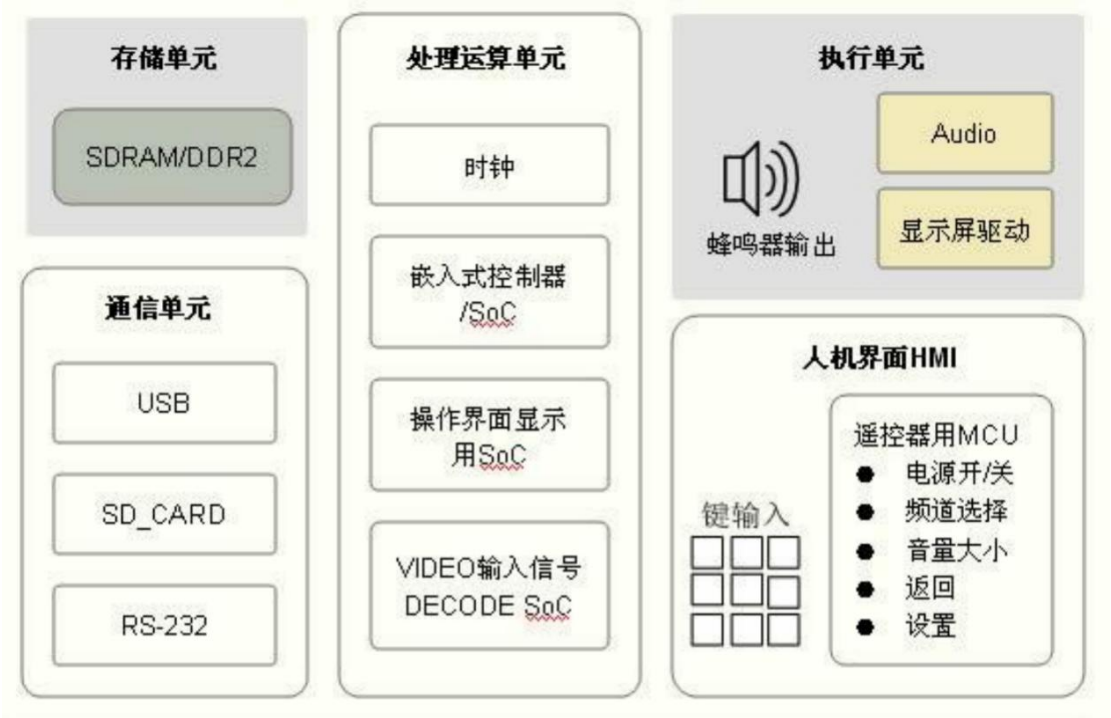 存储单元
SDRAM/DDR2
通信单元
USB
SD_CARD
RS-232
处理运算单元
时钟
嵌入式控制器
/SoC
操作界面显示
用SoC
VIDEO输入信号
DECODE SoC
执行单元
蜂鸣器输出
Audio
显示屏驱动
人机界面HMI
键输入
遥控器用MCU
● 电源开/关
● 频道选择
● 音量大小
● 返回
● 设置